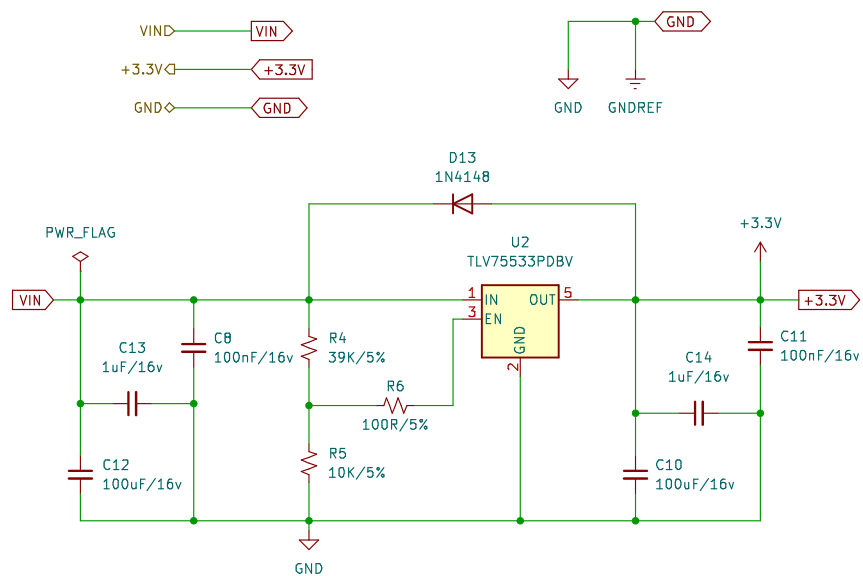 VIN VIN
+3.3V +3.3V
GND GND
GND
GND GNDREF
D13
1N4148
PWR_FLAG
+3.3V
U2
TLV75533PDBV
VIN
1 IN OUT 5
3 EN
GND
2
+3.3V
C13
1uF/16v
C8
100nF/16v
R4
39K/5%
R6
100R/5%
C14
1uF/16v
C11
100nF/16v
C12
100uF/16v
R5
10K/5%
C10
100uF/16v
GND